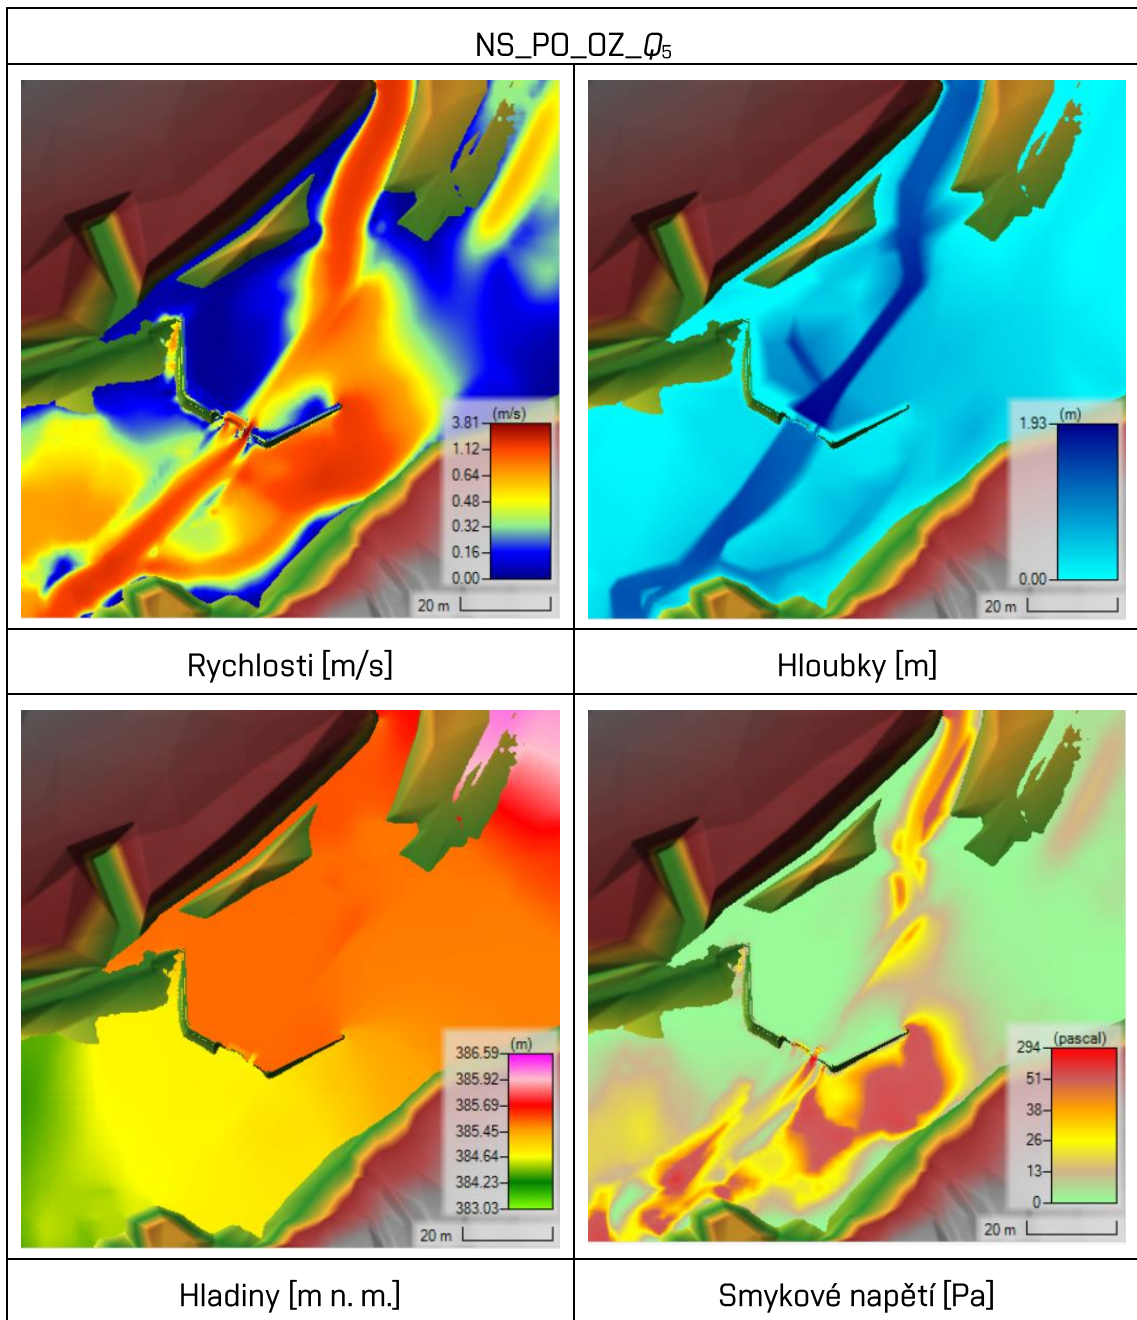 NS_PO_OZ_Q5
(m/s)
3.81
1.12
0.64
0.48
0.32
0.16
0.00
20 m
(m)
1.93
0.00
20 m
Rychlosti [m/s]
Hloubky [m]
(m)
386.59
385.92
385.69
385.45
384.64
384.23
383.03
20 m
(pascal)
294
51
38
26
13
0
20 m
Hladiny [m n. m.]
Smykové napětí [Pa]